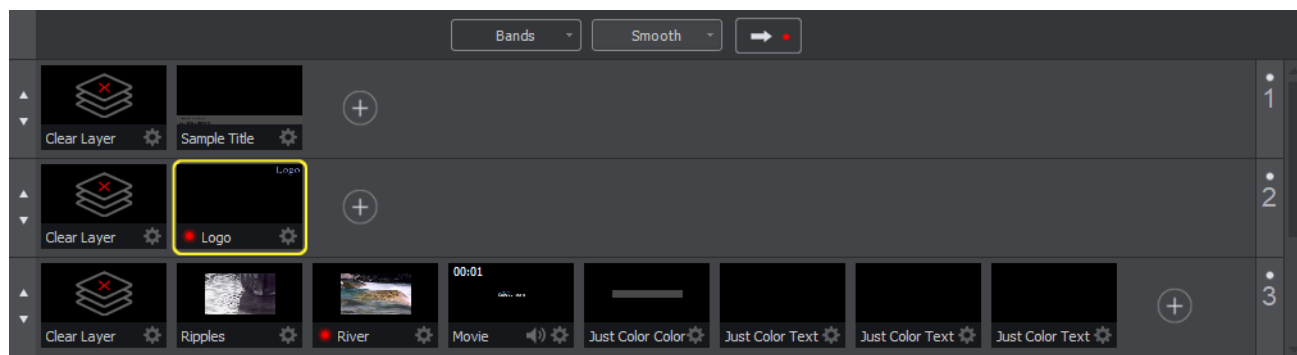 Bands Smooth
Clear Layer Sample Title 1
Logo
Clear Layer Logo 2
00:01
Clear Layer Ripples River Movie Just Color Color Just Color Text Just Color Text Just Color Text 3